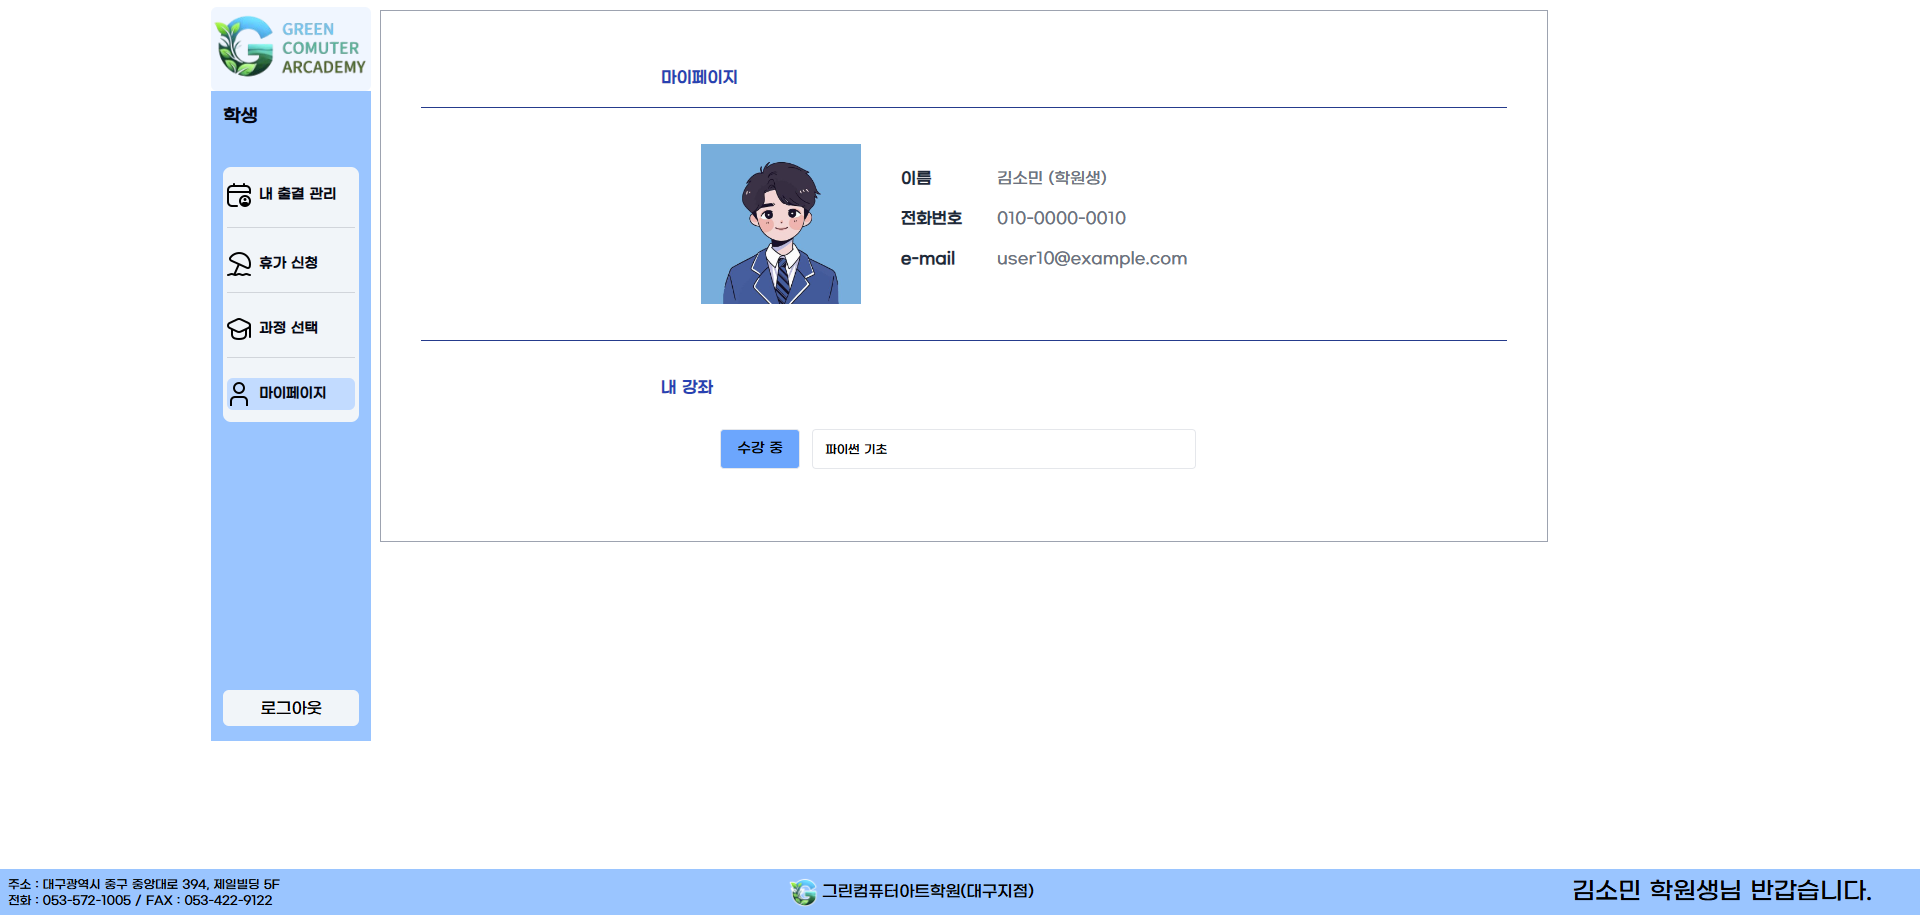 GREEN
COMUTER
ARCADEMY
학생
내 출결 관리
휴가 신청
과정 선택
마이페이지
로그아웃
마이페이지
이름 김소민 (학원생)
전화번호 010-0000-0010
e-mail user10@example.com
내 강좌
수강 중 파이썬 기초
주소 : 대구광역시 중구 중앙대로 394, 제일빌딩 5F
전화 : 053-572-1005 / FAX : 053-422-9122
그린컴퓨터아트학원(대구지점)
김소민 학원생님 반갑습니다.